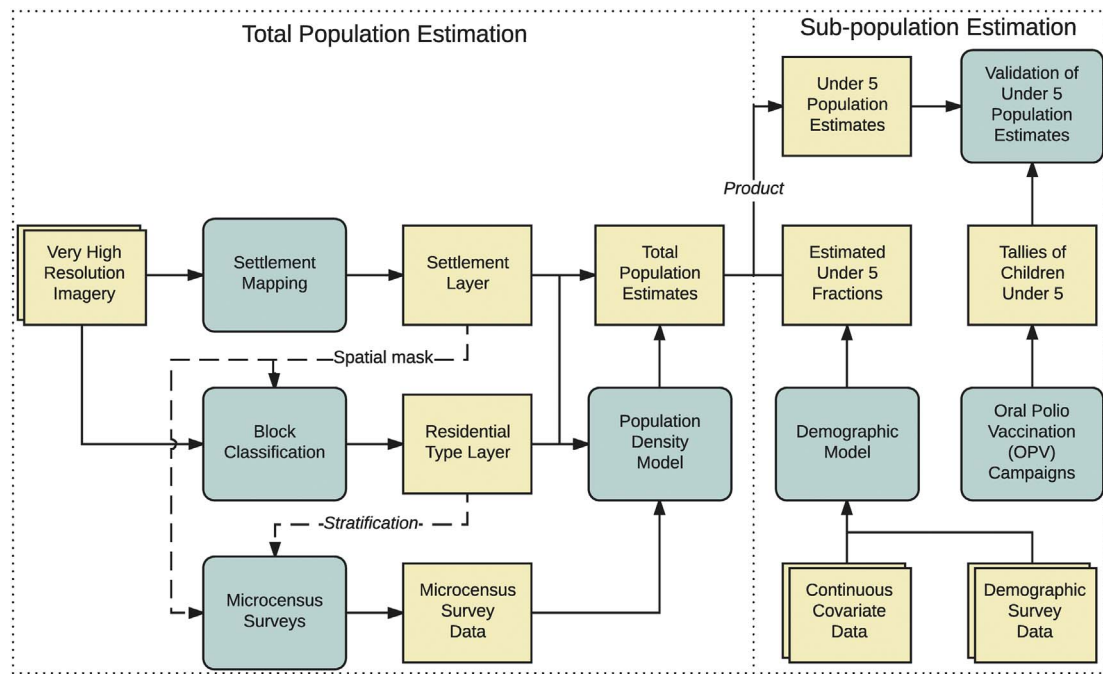 Total Population Estimation
Sub-population Estimation
Under 5
Population
Estimates
Validation of
Under 5
Population
Estimates
Product
Very High
Resolution
Imagery
Settlement
Mapping
Settlement
Layer
Total
Population
Estimates
Estimated
Under 5
Fractions
Tallies of
Children
Under 5
Spatial mask
Block
Classification
Residential
Type Layer
Population
Density
Model
Demographic
Model
Oral Polio
Vaccination
(OPV)
Campaigns
Stratification
Microcensus
Surveys
Microcensus
Survey
Data
Continuous
Covariate
Data
Demographic
Survey
Data